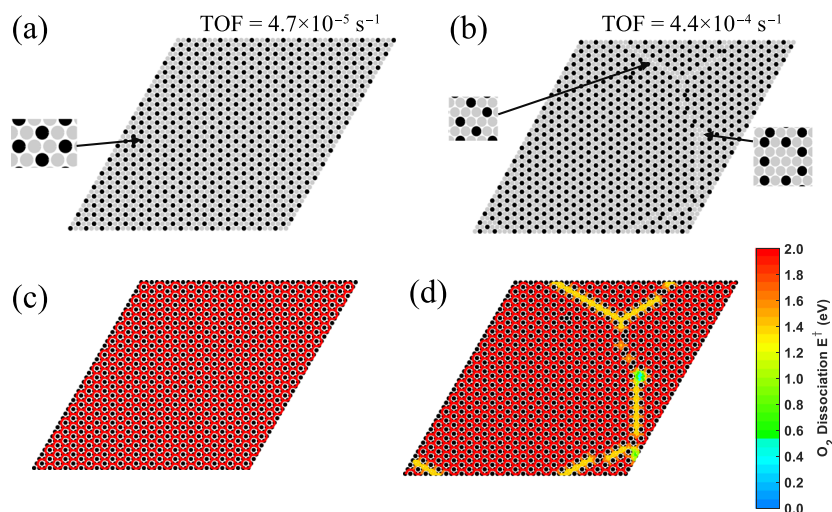 (a)
TOF = 4.7×10⁻⁵ s⁻¹
(b)
TOF = 4.4×10⁻⁴ s⁻¹
(c)
(d)
2.0
1.8
1.6
1.4
1.2
1.0
0.8
0.6
0.4
0.2
0.0
O₂ Dissociation E† (eV)